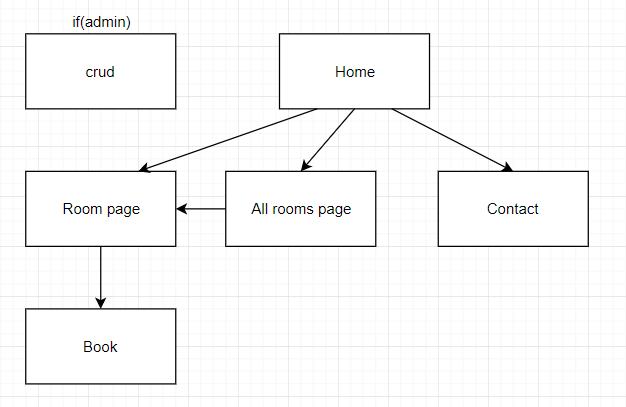 if(admin)
crud
Home
Room page
All rooms page
Contact
Book